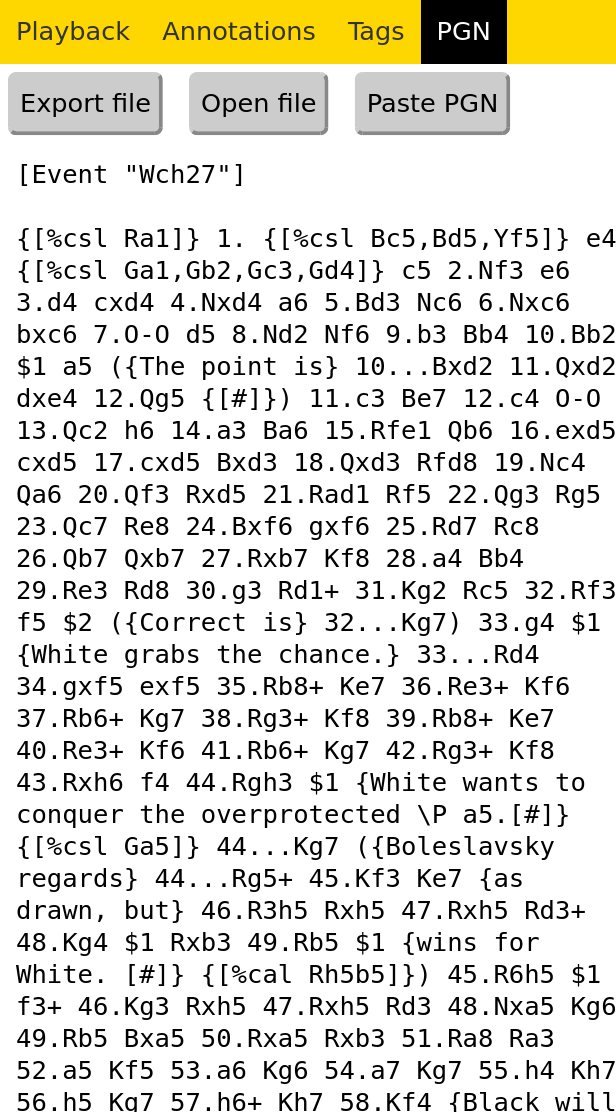 Playback Annotations Tags PGN
Export file Open file Paste PGN
[Event "Wch27"]
{[%csl Ra1]} 1. {[%csl Bc5,Bd5,Yf5]} e4
{[%csl Ga1,Gb2,Gc3,Gd4]} c5 2.Nf3 e6
3.d4 cxd4 4.Nxd4 a6 5.Bd3 Nc6 6.Nxc6
bxc6 7.O-O d5 8.Nd2 Nf6 9.b3 Bb4 10.Bb2
$1 a5 ({The point is} 10...Bxd2 11.Qxd2
dxe4 12.Qg5 {[#]}) 11.c3 Be7 12.c4 O-O
13.Qc2 h6 14.a3 Ba6 15.Rfe1 Qb6 16.exd5
cxd5 17.cxd5 Bxd3 18.Qxd3 Rfd8 19.Nc4
Qa6 20.Qf3 Rxd5 21.Rad1 Rf5 22.Qg3 Rg5
23.Qc7 Re8 24.Bxf6 gxf6 25.Rd7 Rc8
26.Qb7 Qxb7 27.Rxb7 Kf8 28.a4 Bb4
29.Re3 Rd8 30.g3 Rd1+ 31.Kg2 Rc5 32.Rf3
f5 $2 ({Correct is} 32...Kg7) 33.g4 $1
{White grabs the chance.} 33...Rd4
34.gxf5 exf5 35.Rb8+ Ke7 36.Re3+ Kf6
37.Rb6+ Kg7 38.Rg3+ Kf8 39.Rb8+ Ke7
40.Re3+ Kf6 41.Rb6+ Kg7 42.Rg3+ Kf8
43.Rxh6 f4 44.Rgh3 $1 {White wants to
conquer the overprotected \P a5.[#]}
{[%csl Ga5]} 44...Kg7 ({Boleslavsky
regards} 44...Rg5+ 45.Kf3 Ke7 {as
drawn, but} 46.R3h5 Rxh5 47.Rxh5 Rd3+
48.Kg4 $1 Rxb3 49.Rb5 $1 {wins for
White. [#]} {[%cal Rh5b5]}) 45.R6h5 $1
f3+ 46.Kg3 Rxh5 47.Rxh5 Rd3 48.Nxa5 Kg6
49.Rb5 Bxa5 50.Rxa5 Rxb3 51.Ra8 Ra3
52.a5 Kf5 53.a6 Kg6 54.a7 Kg7 55.h4 Kh7
56.h5 Kg7 57.h6+ Kh7 58.Kf4 {Black will